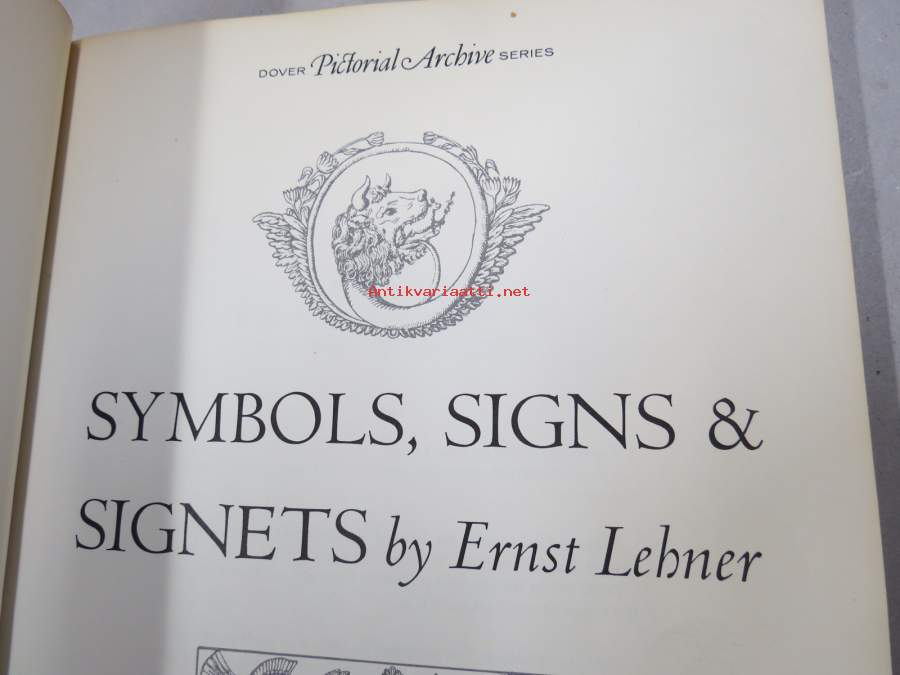 DOVER Pictorial Archive SERIES
antikvariaatti.net
SYMBOLS, SIGNS &
SIGNETS by Ernst Lehner